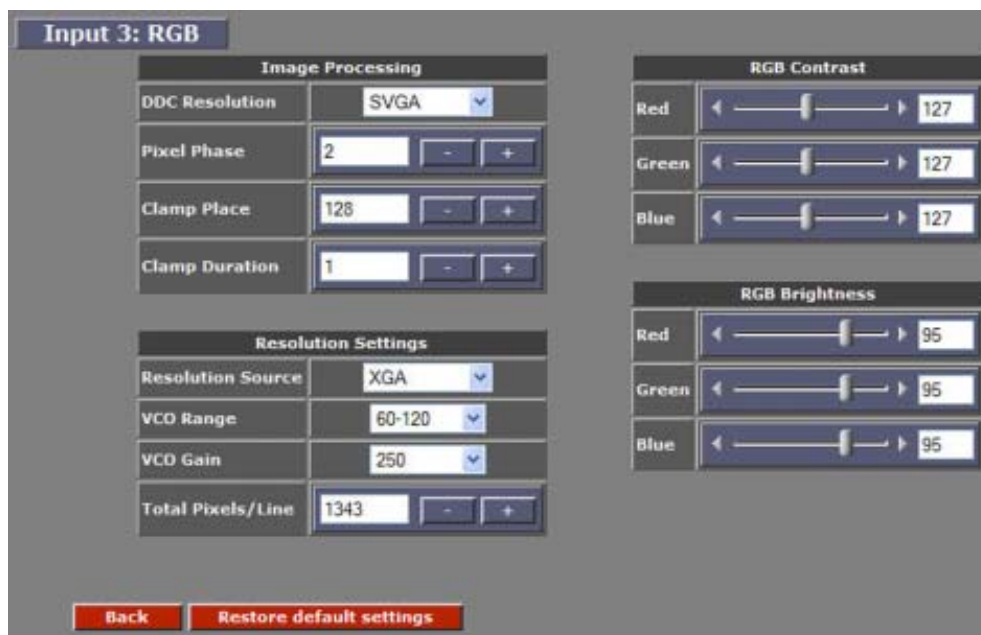 Input 3: RGB
Image Processing
DDC Resolution SVGA
Pixel Phase 2 - +
Clamp Place 128 - +
Clamp Duration 1 - +
Resolution Settings
Resolution Source XGA
VCO Range 60-120
VCO Gain 250
Total Pixels/Line 1343 - +
RGB Contrast
Red 127
Green 127
Blue 127
RGB Brightness
Red 95
Green 95
Blue 95
Back Restore default settings